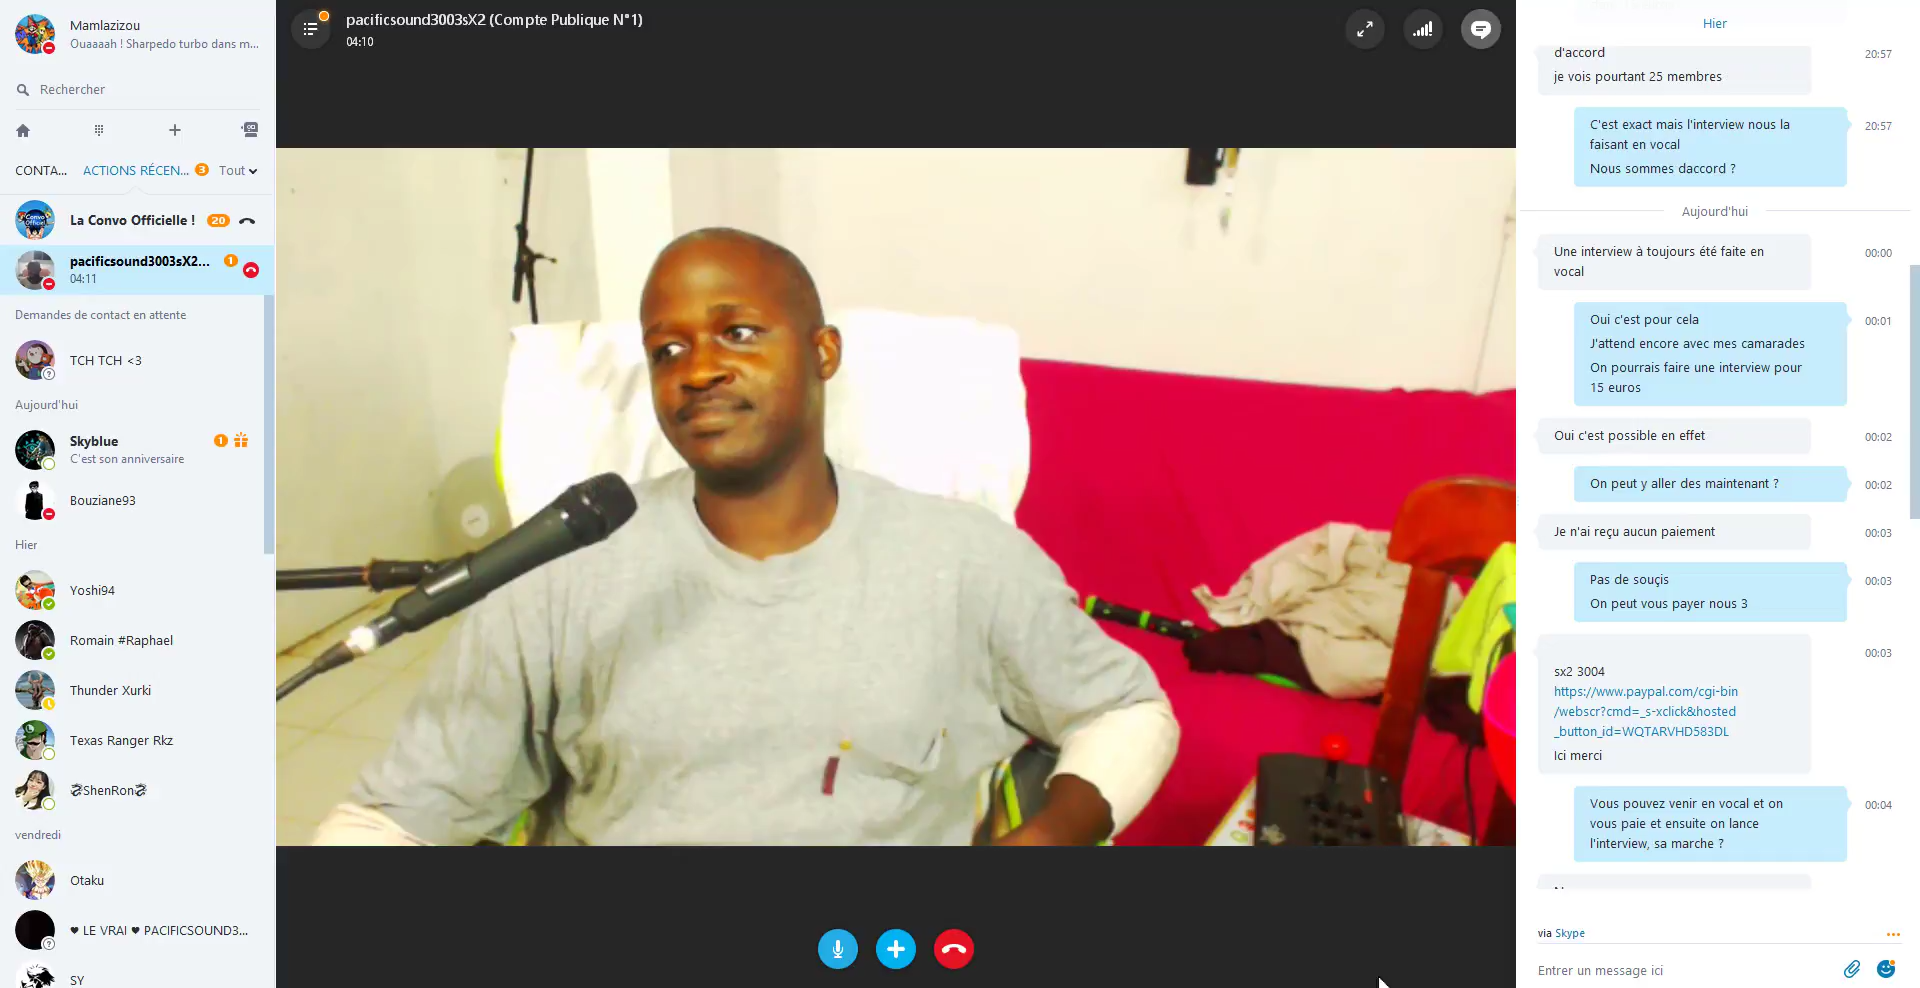 Mamlazizou
Ouaaaah ! Sharpedo turbo dans m...
Rechercher
CONTA...
ACTIONS RÉCEN...
3
Tout
La Convo Officielle !
20
pacificsound3003sX2...
1
04:11
Demandes de contact en attente
TCH TCH <3
Aujourd'hui
Skyblue
1
C'est son anniversaire
Bouziane93
Hier
Yoshi94
Romain #Raphael
Thunder Xurki
Texas Ranger Rkz
ShenRon
vendredi
Otaku
♥ LE VRAI ♥ PACIFICSOUND3...
SY
pacificsound3003sX2 (Compte Publique N°1)
04:10
Hier
d'accord
20:57
je vois pourtant 25 membres
C'est exact mais l'interview nous la
20:57
faisant en vocal
Nous sommes daccord ?
Aujourd'hui
Une interview à toujours été faite en
00:00
vocal
Oui c'est pour cela
00:01
J'attend encore avec mes camarades
On pourrais faire une interview pour
15 euros
Oui c'est possible en effet
00:02
On peut y aller des maintenant ?
00:02
Je n'ai reçu aucun paiement
00:03
Pas de souçis
00:03
On peut vous payer nous 3
00:03
sx2 3004
https://www.paypal.com/cgi-bin
/webscr?cmd=_s-xclick&hosted
_button_id=WQTARVHD583DL
Ici merci
Vous pouvez venir en vocal et on
00:04
vous paie et ensuite on lance
l'interview, sa marche ?
via Skype
Entrer un message ici